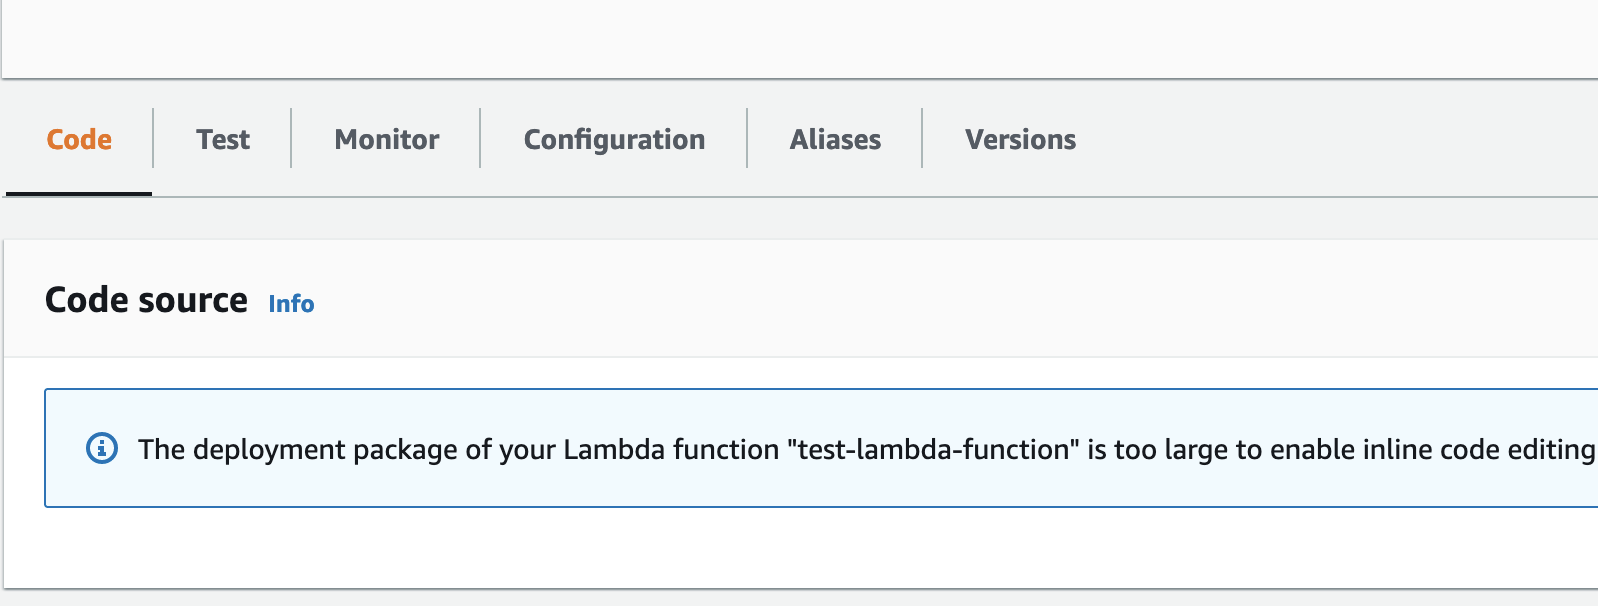 Code Test Monitor Configuration Aliases Versions
Code source Info
The deployment package of your Lambda function "test-lambda-function" is too large to enable inline code editing